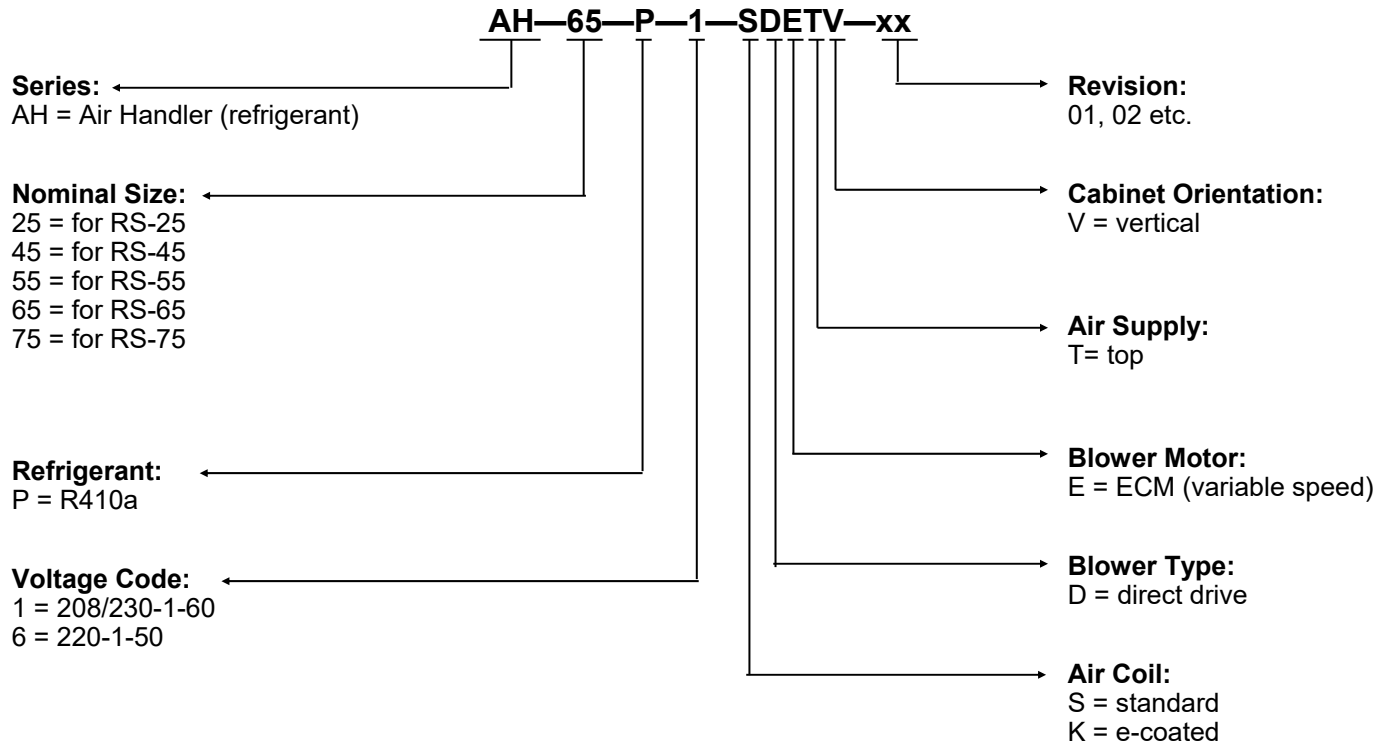 AH—65—P—1—SDETV—xx
Series:
AH = Air Handler (refrigerant)
Nominal Size:
25 = for RS-25
45 = for RS-45
55 = for RS-55
65 = for RS-65
75 = for RS-75
Refrigerant:
P = R410a
Voltage Code:
1 = 208/230-1-60
6 = 220-1-50
Revision:
01, 02 etc.
Cabinet Orientation:
V = vertical
Air Supply:
T= top
Blower Motor:
E = ECM (variable speed)
Blower Type:
D = direct drive
Air Coil:
S = standard
K = e-coated